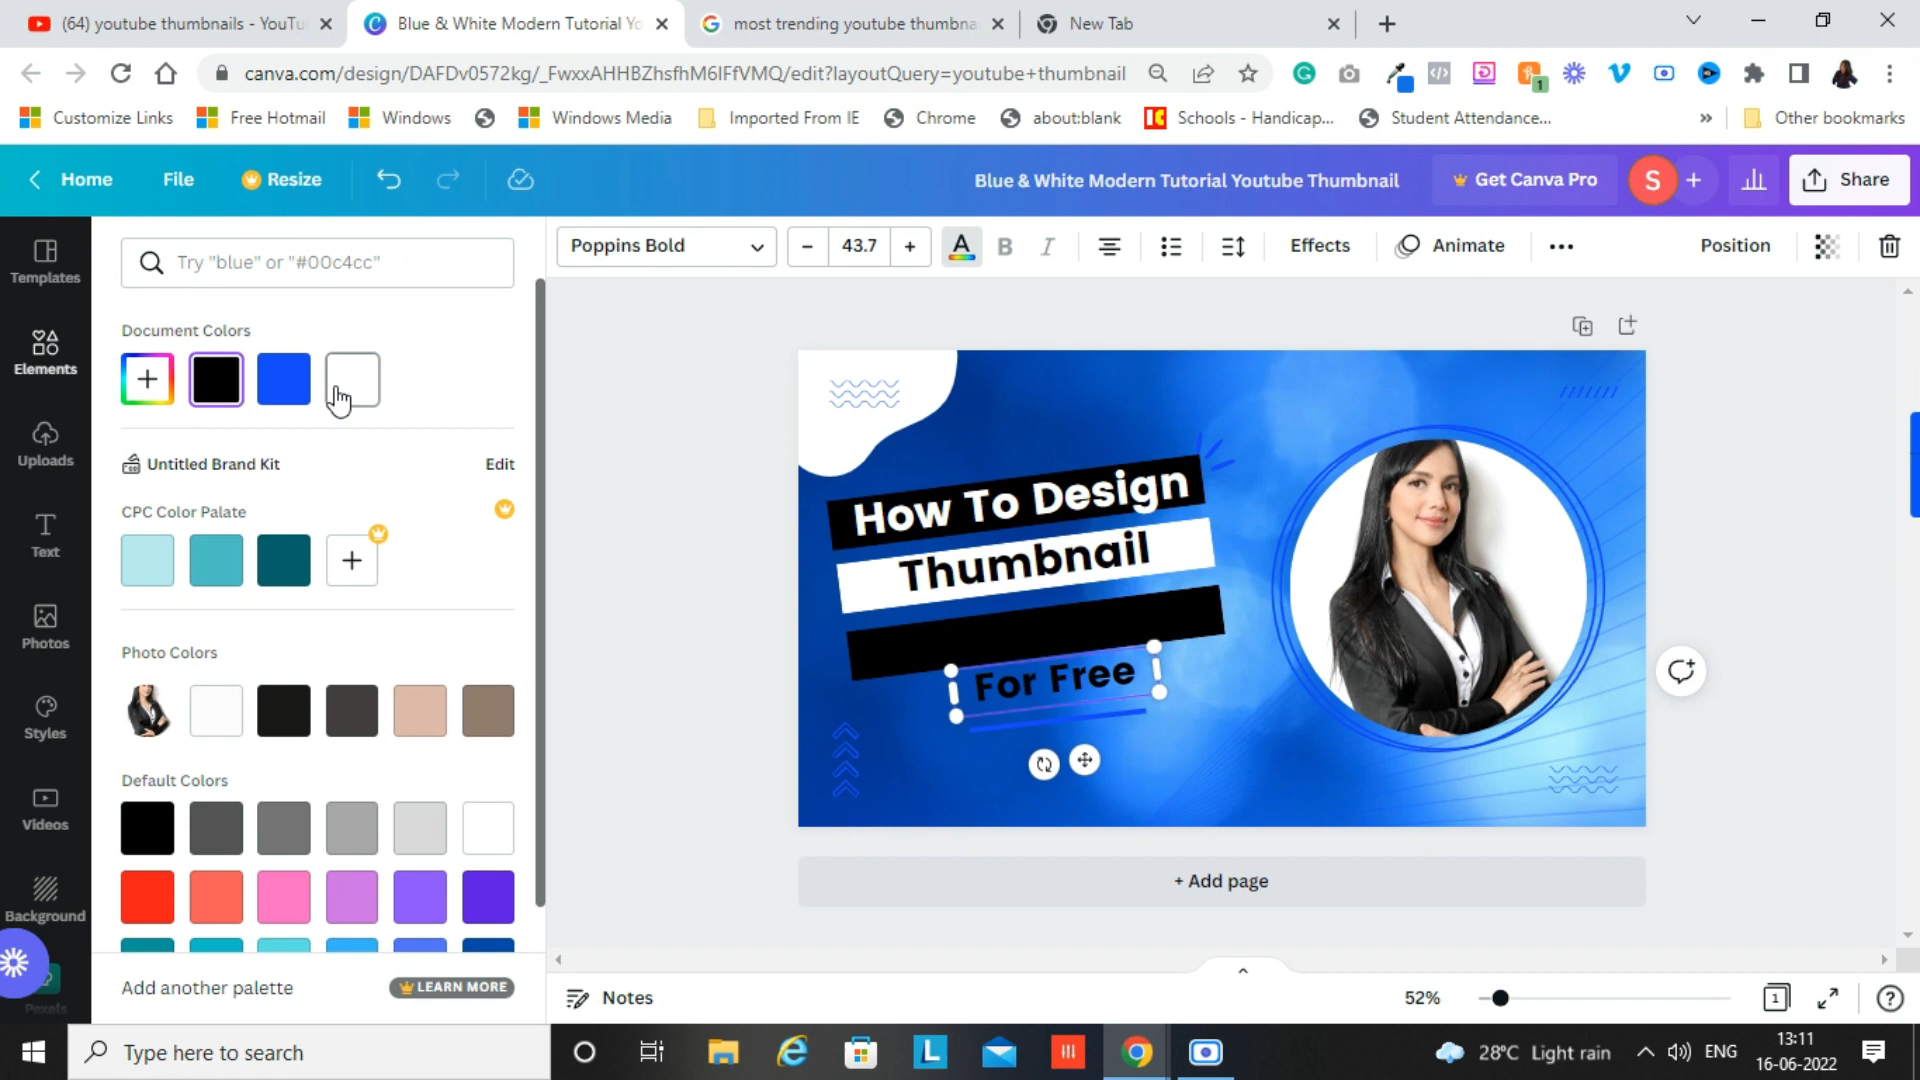 (64) youtube thumbnails - YouTu
Blue & White Modern Tutorial Yo
most trending youtube thumbna
New Tab
canva.com/design/DAFDv0572kg/_FwxxAHHBZhsfhM6lFfVMQ/edit?layoutQuery=youtube+thumbnail
1
Customize Links
Free Hotmail
Windows
Windows Media
Imported From IE
Chrome
about:blank
Schools - Handicap...
Student Attendance...
»
Other bookmarks
Home
File
Resize
Blue & White Modern Tutorial Youtube Thumbnail
Get Canva Pro
S
+
Share
Poppins Bold
–
43.7
+
A
B
I
Effects
Animate
Position
Templates
Elements
Uploads
Text
Photos
Styles
Videos
Background
Pexels
Try "blue" or "#00c4cc"
Document Colors
Untitled Brand Kit
Edit
CPC Color Palate
Photo Colors
Default Colors
Add another palette
LEARN MORE
How To Design
Thumbnail
For Free
+ Add page
Notes
52%
1
Type here to search
28°C Light rain
ENG
13:11
16-06-2022